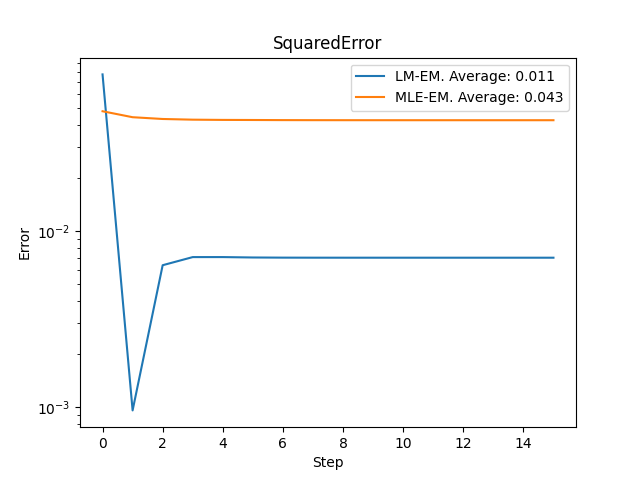 SquaredError
LM-EM. Average: 0.011
MLE-EM. Average: 0.043
Error
10⁻²
10⁻³
0 2 4 6 8 10 12 14
Step